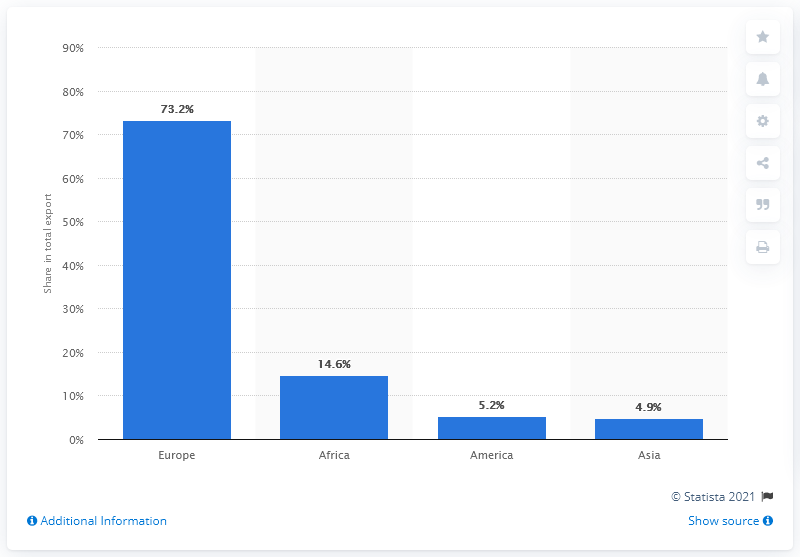 90%
80%
70%
60%
50%
40%
30%
20%
10%
0%
Share in total export
73.2%
14.6%
5.2%
4.9%
Europe
Africa
America
Asia
© Statista 2021
Additional Information
Show source